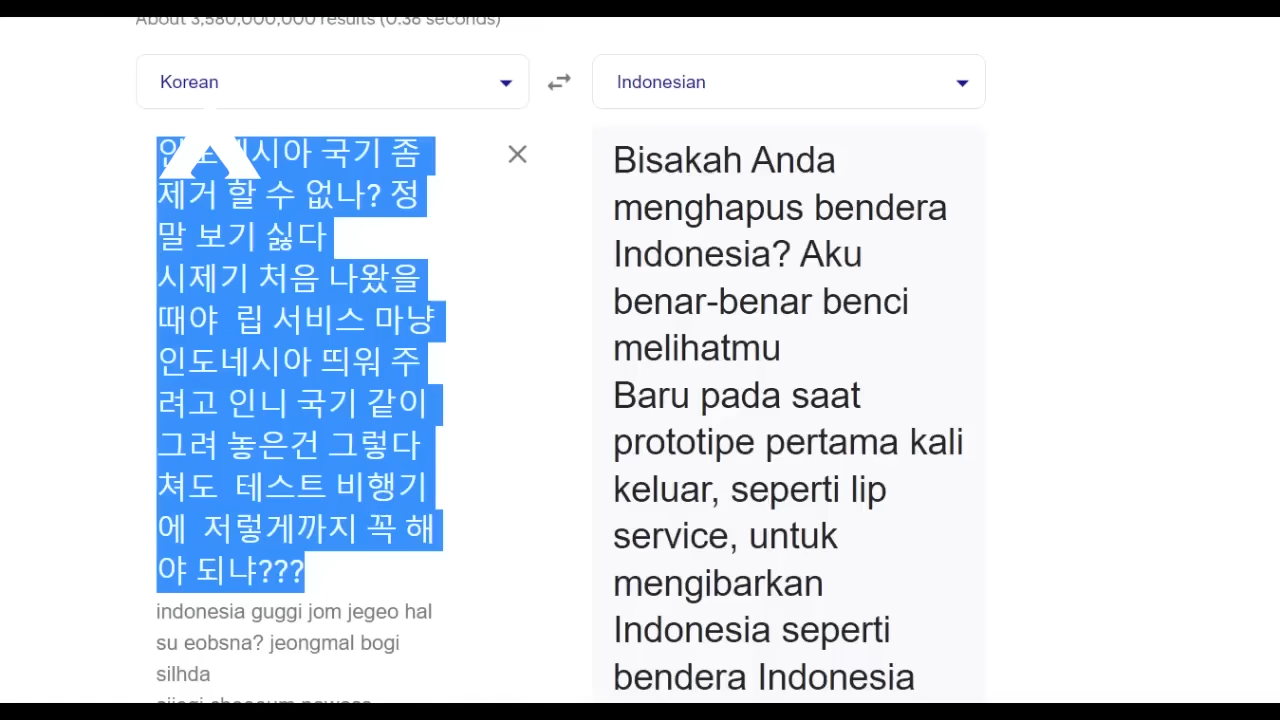 About 3,580,000,000 results (0.36 seconds)
Korean
Indonesian
인도네시아 국기 좀
제거 할 수 없나? 정
말 보기 싫다
시제기 처음 나왔을
때야  립 서비스 마냥
인도네시아 띄워 주
려고 인니 국기 같이
그려 놓은건 그렇다
쳐도  테스트 비행기
에  저렇게까지 꼭 해
야 되냐???
indonesia guggi jom jegeo hal
su eobsna? jeongmal bogi
silhda
Bisakah Anda
menghapus bendera
Indonesia? Aku
benar-benar benci
melihatmu
Baru pada saat
prototipe pertama kali
keluar, seperti lip
service, untuk
mengibarkan
Indonesia seperti
bendera Indonesia